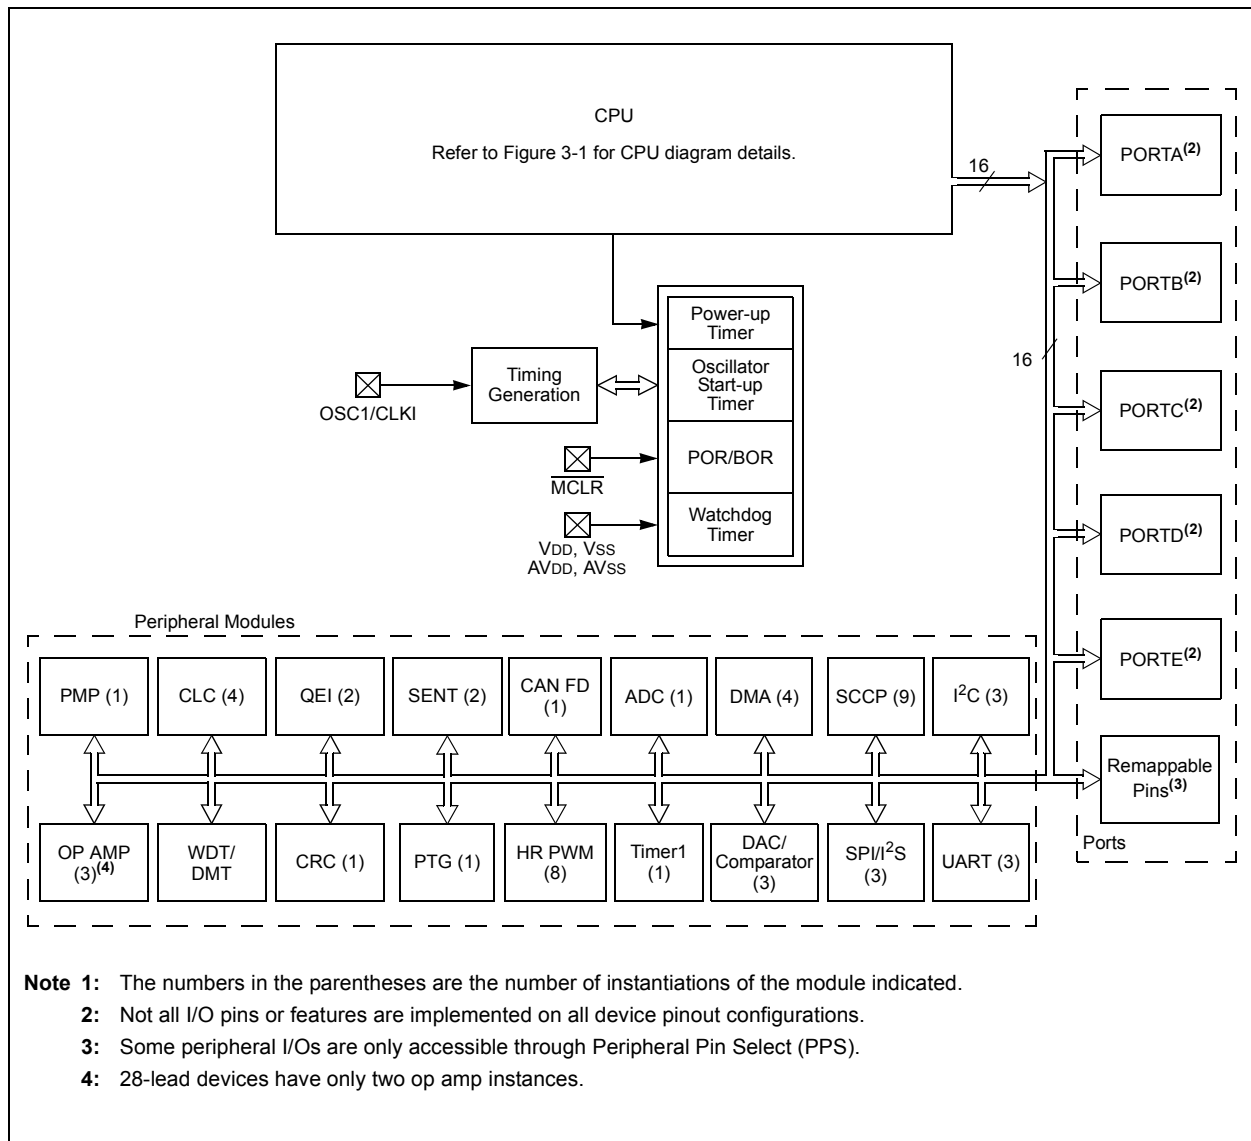 CPU
Refer to Figure 3-1 for CPU diagram details.
16
PORTA(2)
PORTB(2)
16
PORTC(2)
PORTD(2)
PORTE(2)
Remappable
Pins(3)
Ports
Power-up
Timer
Oscillator
Start-up
Timer
POR/BOR
Watchdog
Timer
Timing
Generation
OSC1/CLKI
MCLR
VDD, VSS
AVDD, AVSS
Peripheral Modules
PMP (1)
CLC (4)
QEI (2)
SENT (2)
CAN FD
(1)
ADC (1)
DMA (4)
SCCP (9)
I2C (3)
OP AMP
(3)(4)
WDT/
DMT
CRC (1)
PTG (1)
HR PWM
(8)
Timer1
(1)
DAC/
Comparator
(3)
SPI/I2S
(3)
UART (3)
Note 1: The numbers in the parentheses are the number of instantiations of the module indicated.
2: Not all I/O pins or features are implemented on all device pinout configurations.
3: Some peripheral I/Os are only accessible through Peripheral Pin Select (PPS).
4: 28-lead devices have only two op amp instances.